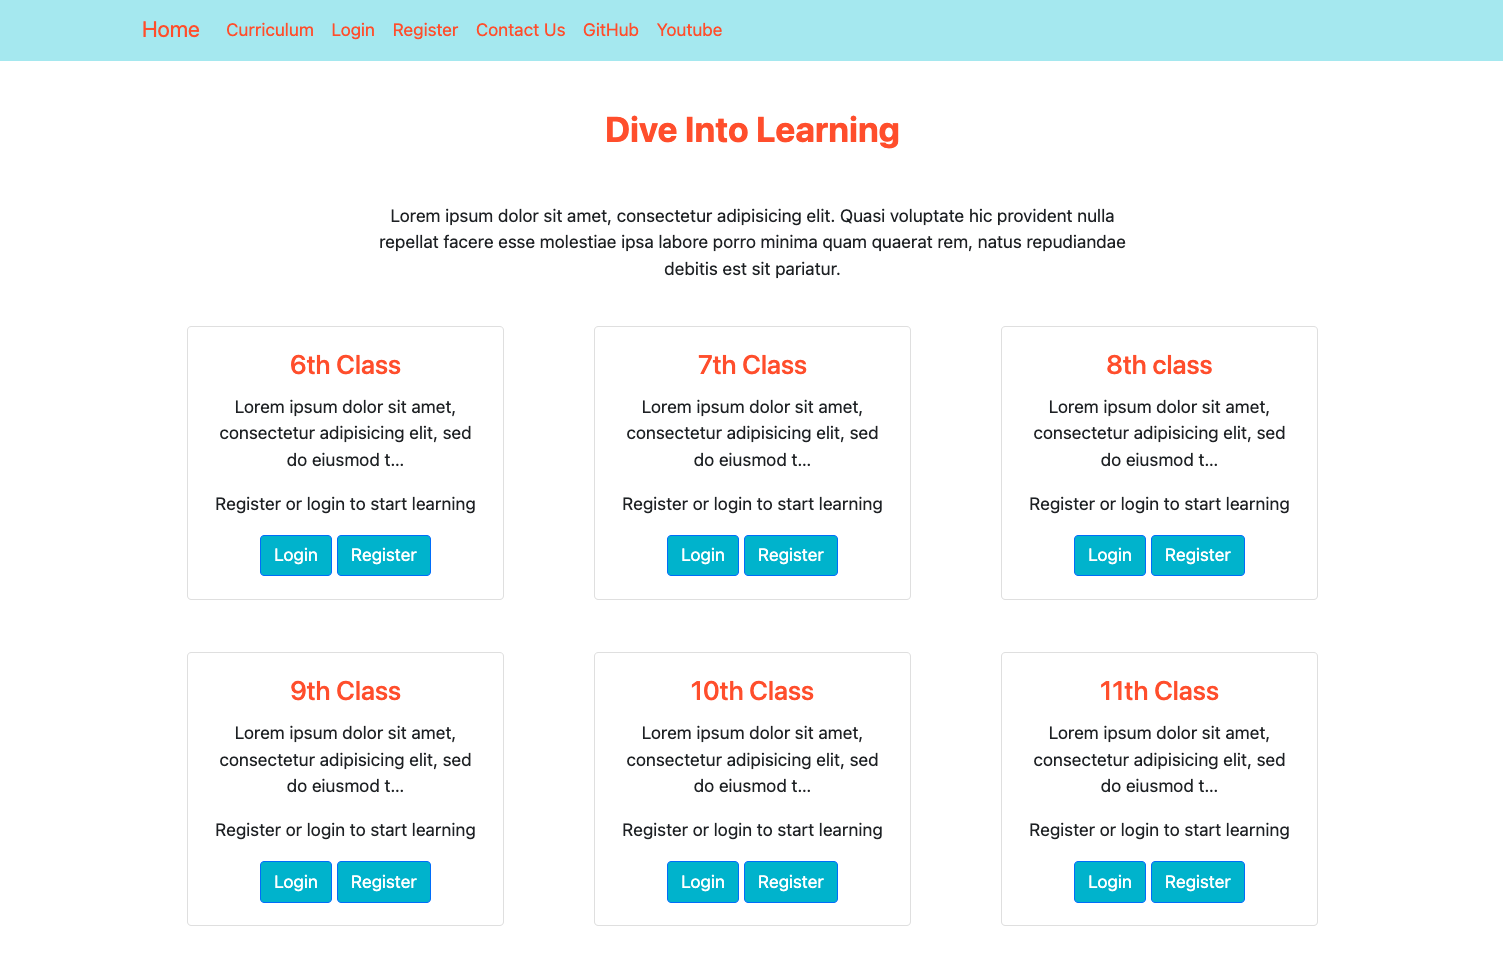 Home Curriculum Login Register Contact Us GitHub Youtube
Dive Into Learning
Lorem ipsum dolor sit amet, consectetur adipisicing elit. Quasi voluptate hic provident nulla
repellat facere esse molestiae ipsa labore porro minima quam quaerat rem, natus repudiandae
debitis est sit pariatur.
6th Class
Lorem ipsum dolor sit amet,
consectetur adipisicing elit, sed
do eiusmod t...
Register or login to start learning
Login Register
7th Class
Lorem ipsum dolor sit amet,
consectetur adipisicing elit, sed
do eiusmod t...
Register or login to start learning
Login Register
8th class
Lorem ipsum dolor sit amet,
consectetur adipisicing elit, sed
do eiusmod t...
Register or login to start learning
Login Register
9th Class
Lorem ipsum dolor sit amet,
consectetur adipisicing elit, sed
do eiusmod t...
Register or login to start learning
Login Register
10th Class
Lorem ipsum dolor sit amet,
consectetur adipisicing elit, sed
do eiusmod t...
Register or login to start learning
Login Register
11th Class
Lorem ipsum dolor sit amet,
consectetur adipisicing elit, sed
do eiusmod t...
Register or login to start learning
Login Register